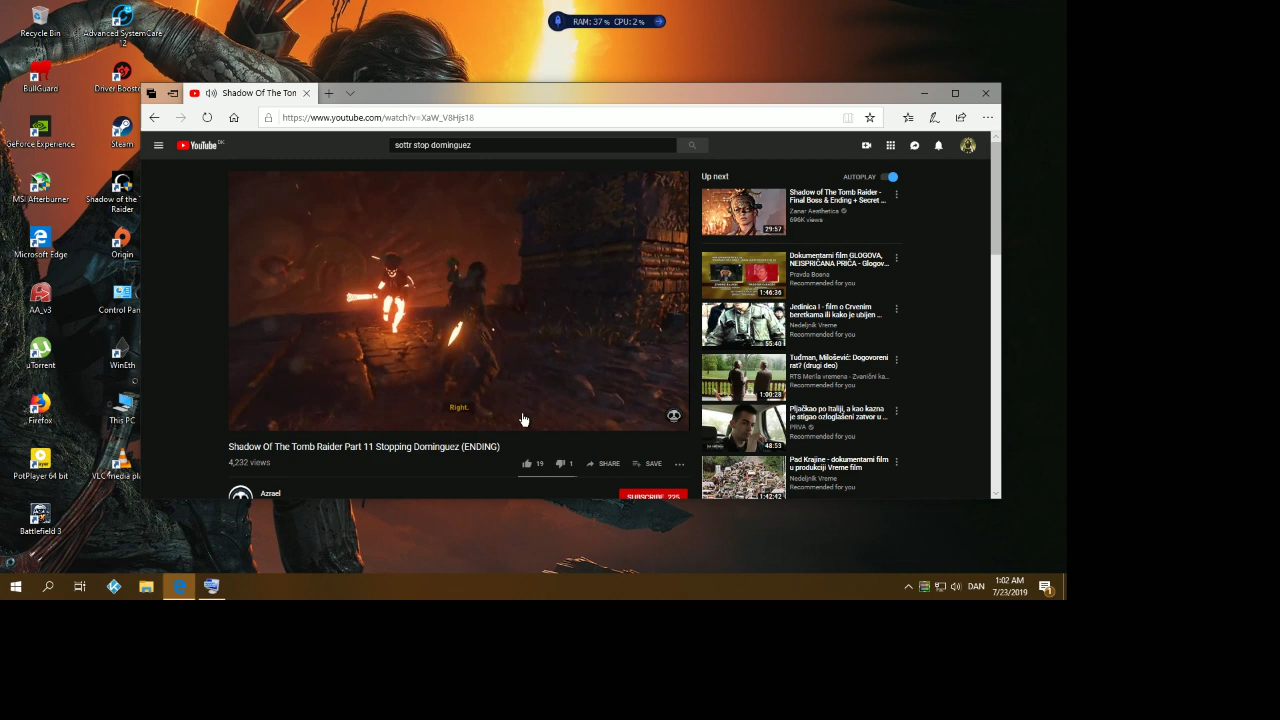 RAM: 37% CPU: 2%
Recycle Bin
Advanced SystemCare
12
BullGuard
Driver Booste
GeForce Experience
Steam
MSI Afterburner
Shadow of the
Raider
Microsoft Edge
Origin
AA_v3
Control Pan
uTorrent
WinEth
Firefox
This PC
PotPlayer 64 bit
VLC media pla
Battlefield 3
Shadow Of The Tom
https://www.youtube.com/watch?v=XaW_V8Hjs18
YouTube DK
sottr stop dominguez
Right.
Shadow Of The Tomb Raider Part 11 Stopping Dominguez (ENDING)
4,232 views
19
1
SHARE
SAVE
Azrael
SUBSCRIBE 225
Up next
AUTOPLAY
Shadow of The Tomb Raider -
Final Boss & Ending + Secret ...
Zanar Aesthetica
696K views
29:57
Dokumentarni film GLOGOVA,
NEISPRIČANA PRIČA - Glogov...
Pravda Bosna
Recommended for you
1:46:36
Jedinica I - film o Crvenim
beretkama ili kako je ubijen ...
Nedeljnik Vreme
Recommended for you
55:40
Tuđman, Milošević: Dogovoreni
rat? (drugi deo)
RTS Merila vremena - Zvanični ka...
Recommended for you
1:00:28
Pljačkao po Italiji, a kao kazna
je stigao ozloglašeni zatvor u ...
PRVA
Recommended for you
48:53
Pad Krajine - dokumentarni film
u produkciji Vreme film
Nedeljnik Vreme
Recommended for you
1:42:42
DAN
1:02 AM
7/23/2019
1